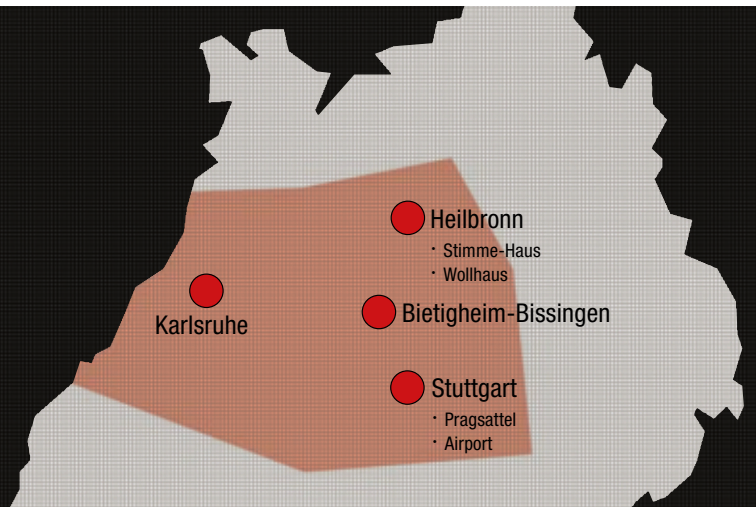 Heilbronn
· Stimme-Haus
· Wollhaus
Karlsruhe
Bietigheim-Bissingen
Stuttgart
· Pragsattel
· Airport